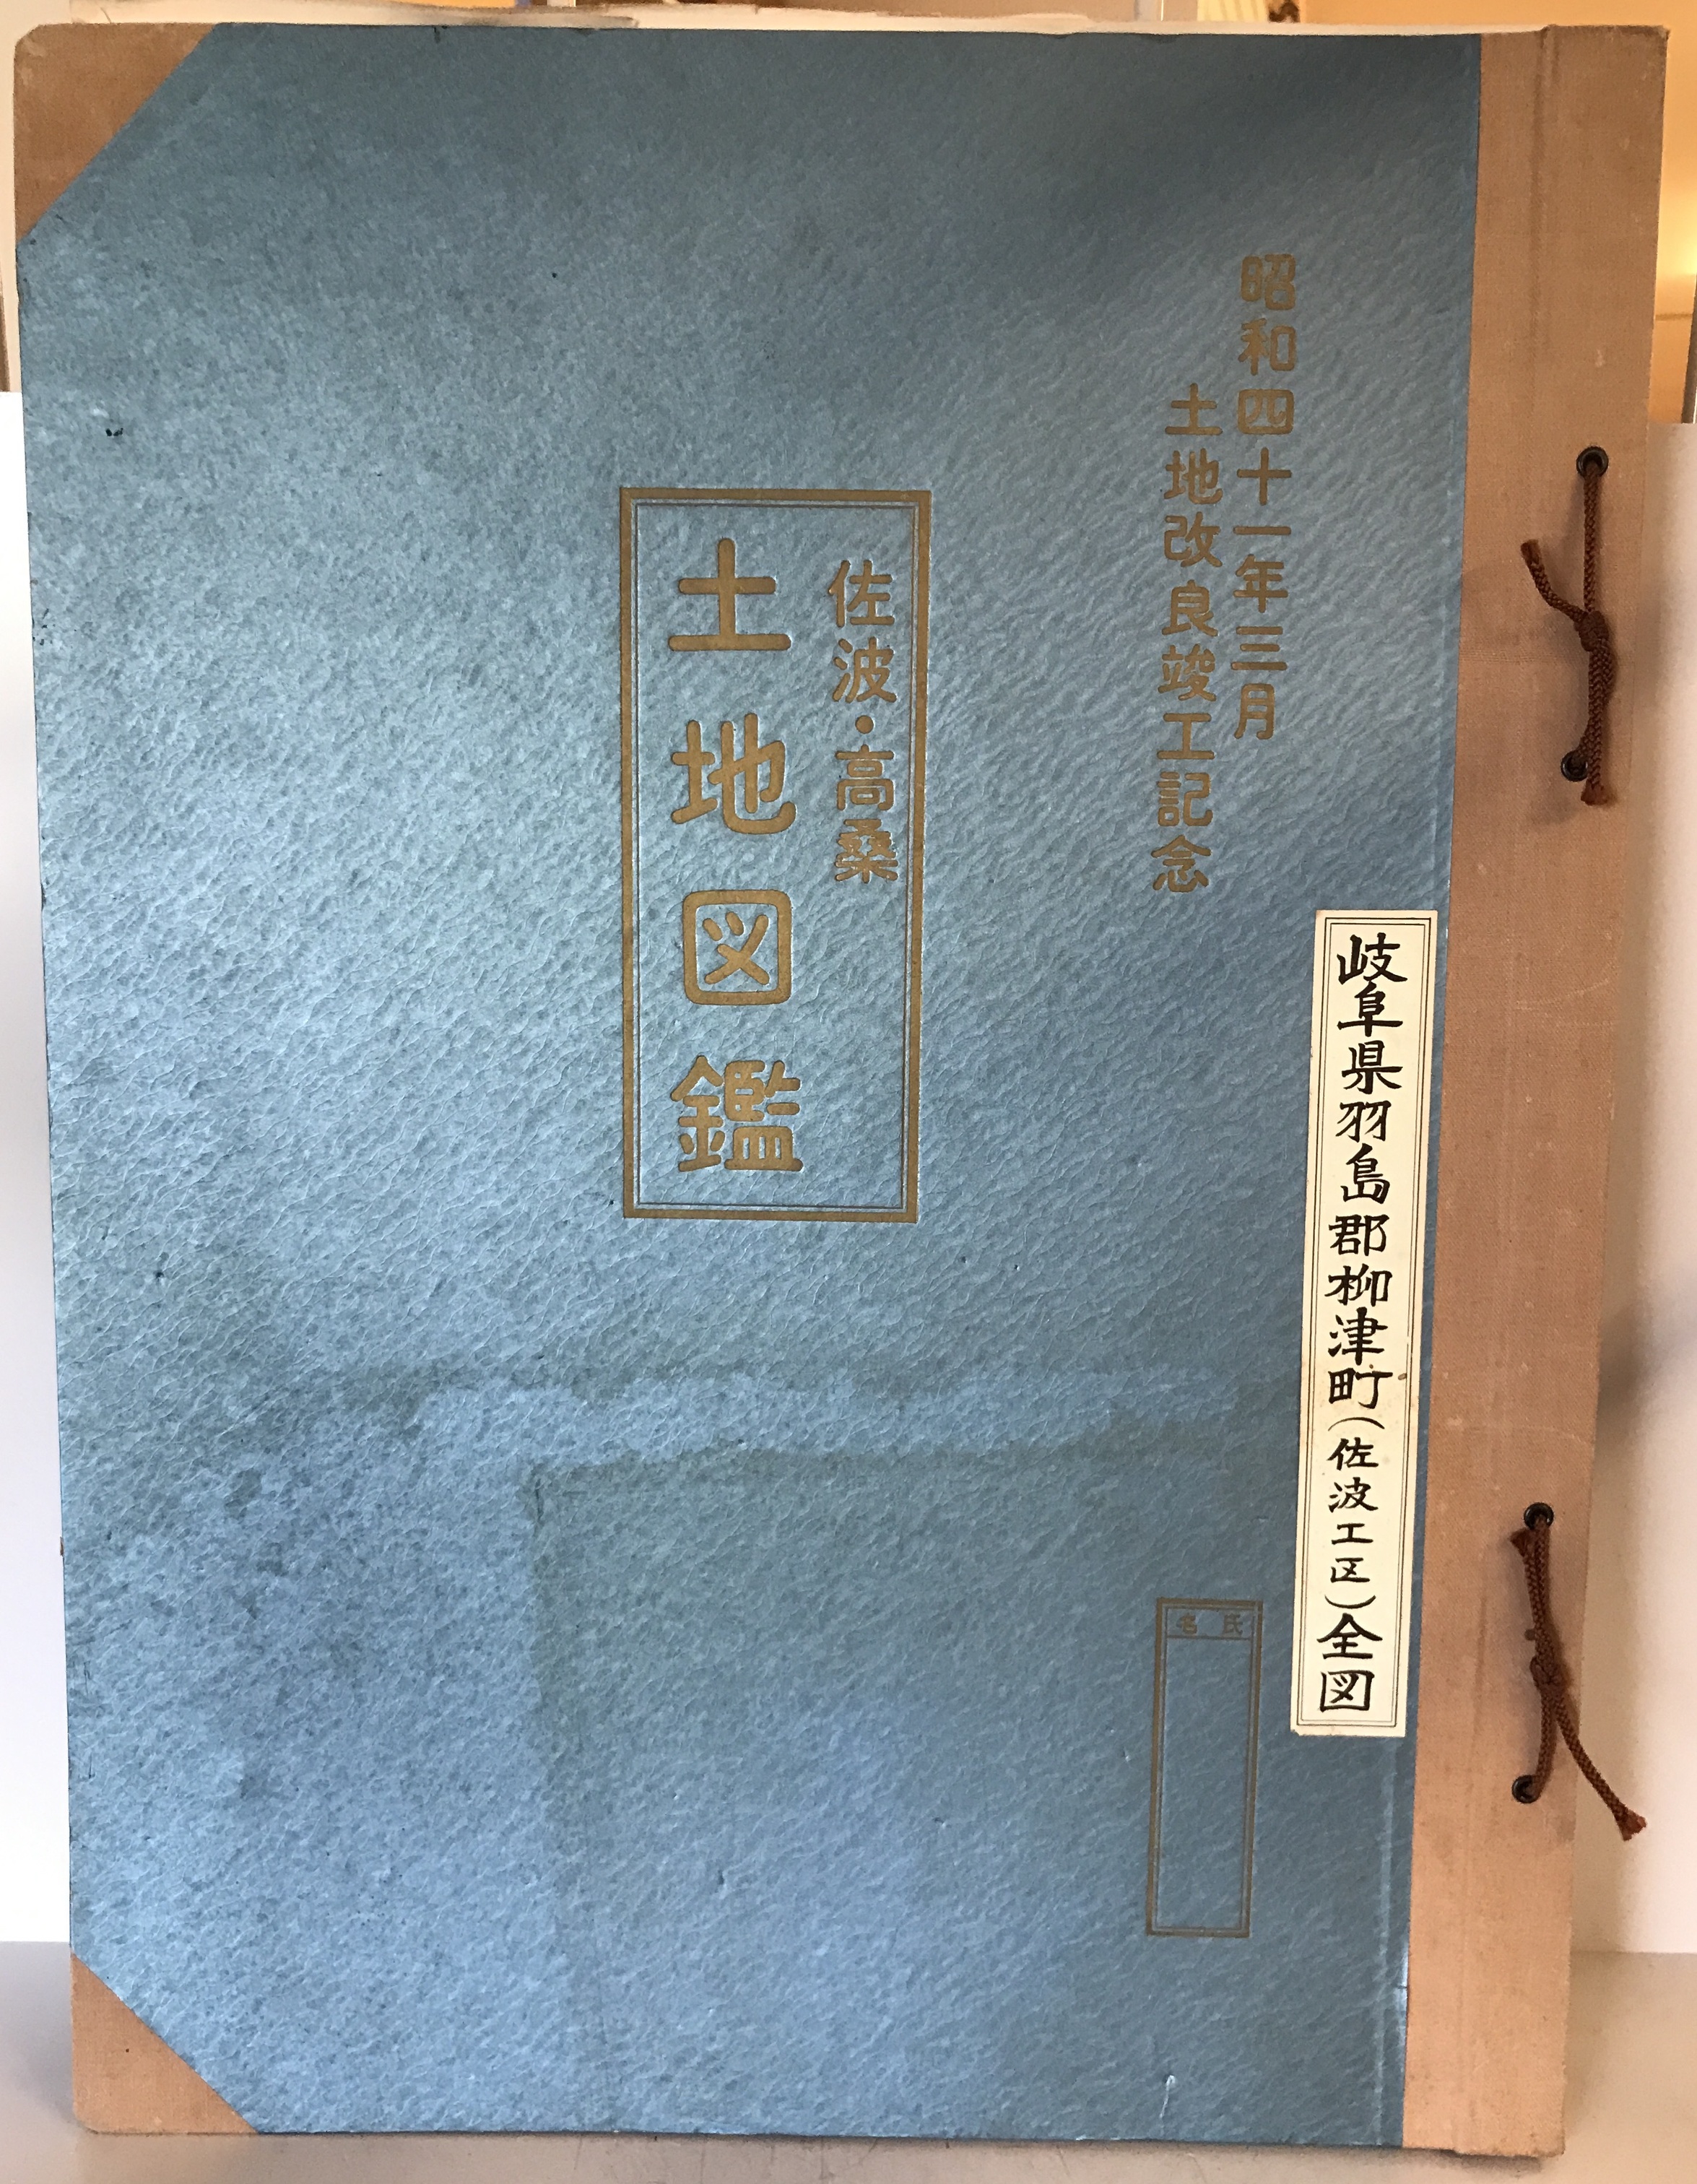 岐阜県羽島郡柳津町(佐波工区)全図
昭和四十一年三月
土地改良竣工記念
佐波・高桑
土地図鑑
氏名